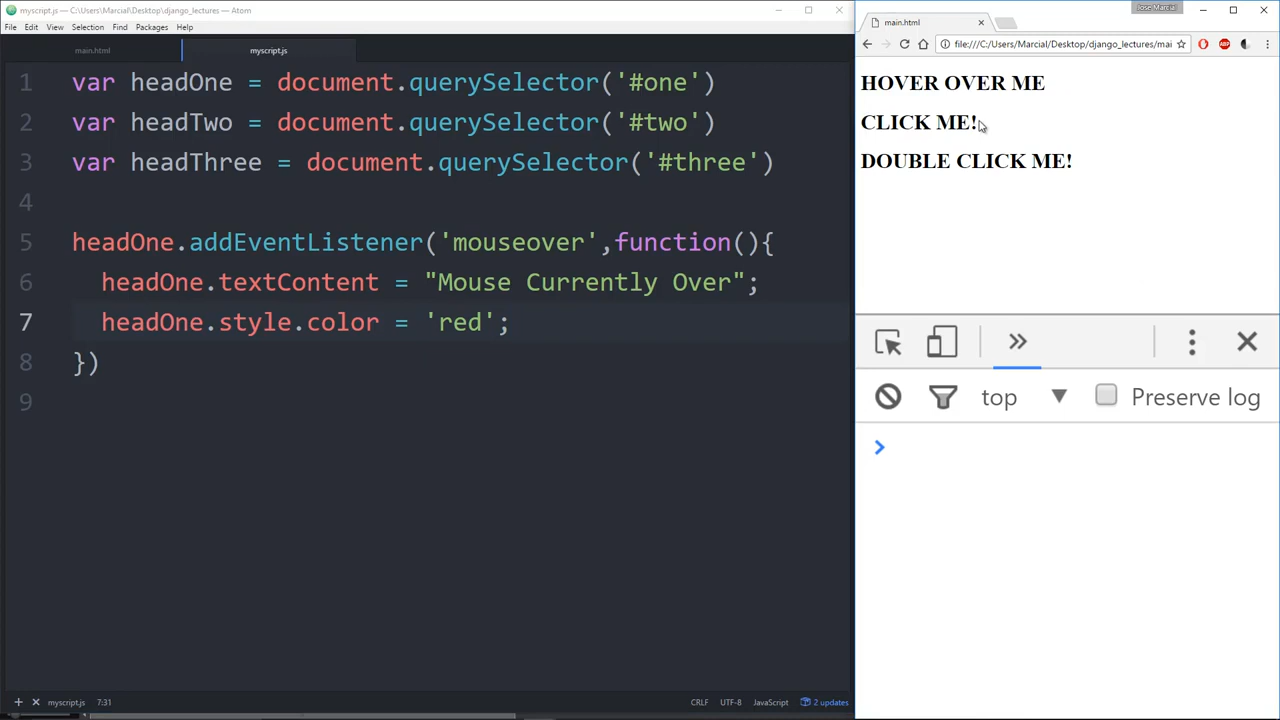 myscript.js — C:\Users\Marcial\Desktop\django_lectures — Atom
File Edit View Selection Find Packages Help
main.html
myscript.js
1 var headOne = document.querySelector('#one')
2 var headTwo = document.querySelector('#two')
3 var headThree = document.querySelector('#three')
4
5 headOne.addEventListener('mouseover',function(){
6 headOne.textContent = "Mouse Currently Over";
7 headOne.style.color = 'red';
8 })
9
+ × myscript.js 7:31 CRLF UTF-8 JavaScript 2 updates
Jose Marcial
main.html
file:///C:/Users/Marcial/Desktop/django_lectures/mai
HOVER OVER ME
CLICK ME!
DOUBLE CLICK ME!
top Preserve log